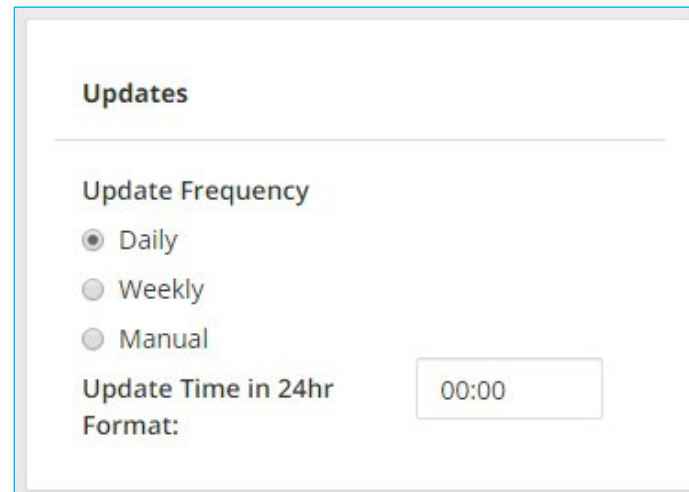 Updates
Update Frequency
Daily
Weekly
Manual
Update Time in 24hr
Format:
00:00